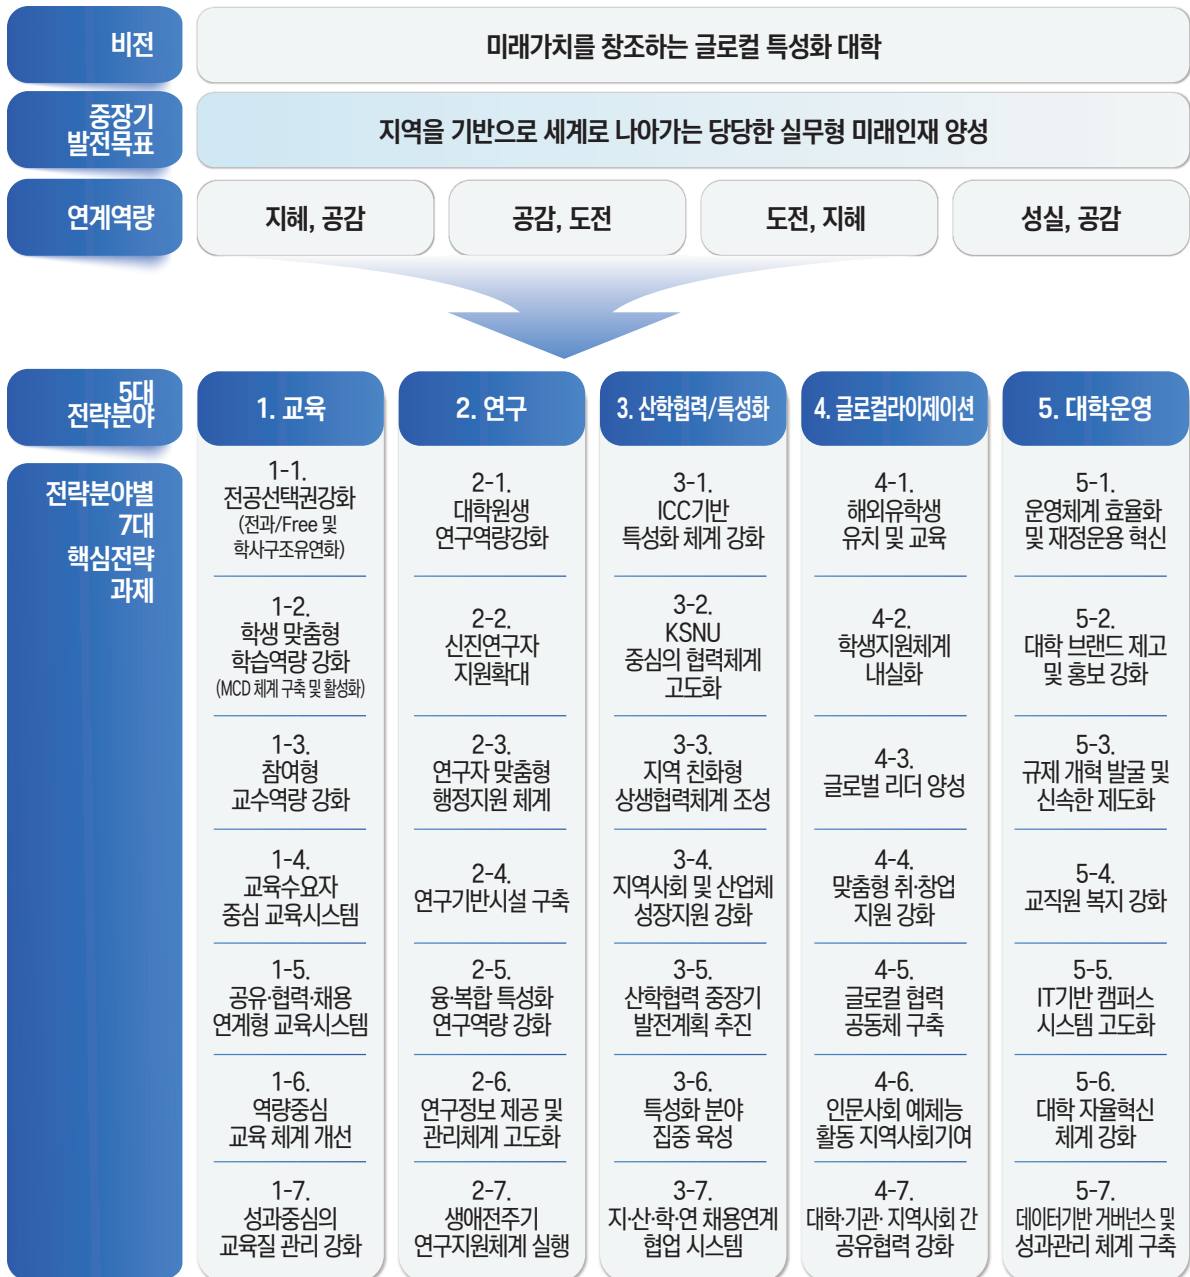 비전
미래가치를 창조하는 글로컬 특성화 대학
중장기
발전목표
지역을 기반으로 세계로 나아가는 당당한 실무형 미래인재 양성
연계역량
지혜, 공감
공감, 도전
도전, 지혜
성실, 공감
5대
전략분야
1. 교육
2. 연구
3. 산학협력/특성화
4. 글로컬라이제이션
5. 대학운영
전략분야별
7대
핵심전략
과제
1-1.
전공선택권강화
(전과/Free 및
학사구조유연화)
1-2.
학생 맞춤형
학습역량 강화
(MCD 체계 구축 및 활성화)
1-3.
참여형
교수역량 강화
1-4.
교육수요자
중심 교육시스템
1-5.
공유·협력·채용
연계형 교육시스템
1-6.
역량중심
교육 체계 개선
1-7.
성과중심의
교육질 관리 강화
2-1.
대학원생
연구역량강화
2-2.
신진연구자
지원확대
2-3.
연구자 맞춤형
행정지원 체계
2-4.
연구기반시설 구축
2-5.
융·복합 특성화
연구역량 강화
2-6.
연구정보 제공 및
관리체계 고도화
2-7.
생애전주기
연구지원체계 실행
3-1.
ICC기반
특성화 체계 강화
3-2.
KSNU
중심의 협력체계
고도화
3-3.
지역 친화형
상생협력체계 조성
3-4.
지역사회 및 산업체
성장지원 강화
3-5.
산학협력 중장기
발전계획 추진
3-6.
특성화 분야
집중 육성
3-7.
지·산·학·연 채용연계
협업 시스템
4-1.
해외유학생
유치 및 교육
4-2.
학생지원체계
내실화
4-3.
글로벌 리더 양성
4-4.
맞춤형 취·창업
지원 강화
4-5.
글로컬 협력
공동체 구축
4-6.
인문사회 예체능
활동 지역사회기여
4-7.
대학·기관· 지역사회 간
공유협력 강화
5-1.
운영체계 효율화
및 재정운용 혁신
5-2.
대학 브랜드 제고
및 홍보 강화
5-3.
규제 개혁 발굴 및
신속한 제도화
5-4.
교직원 복지 강화
5-5.
IT기반 캠퍼스
시스템 고도화
5-6.
대학 자율혁신
체계 강화
5-7.
데이터기반 거버넌스 및
성과관리 체계 구축